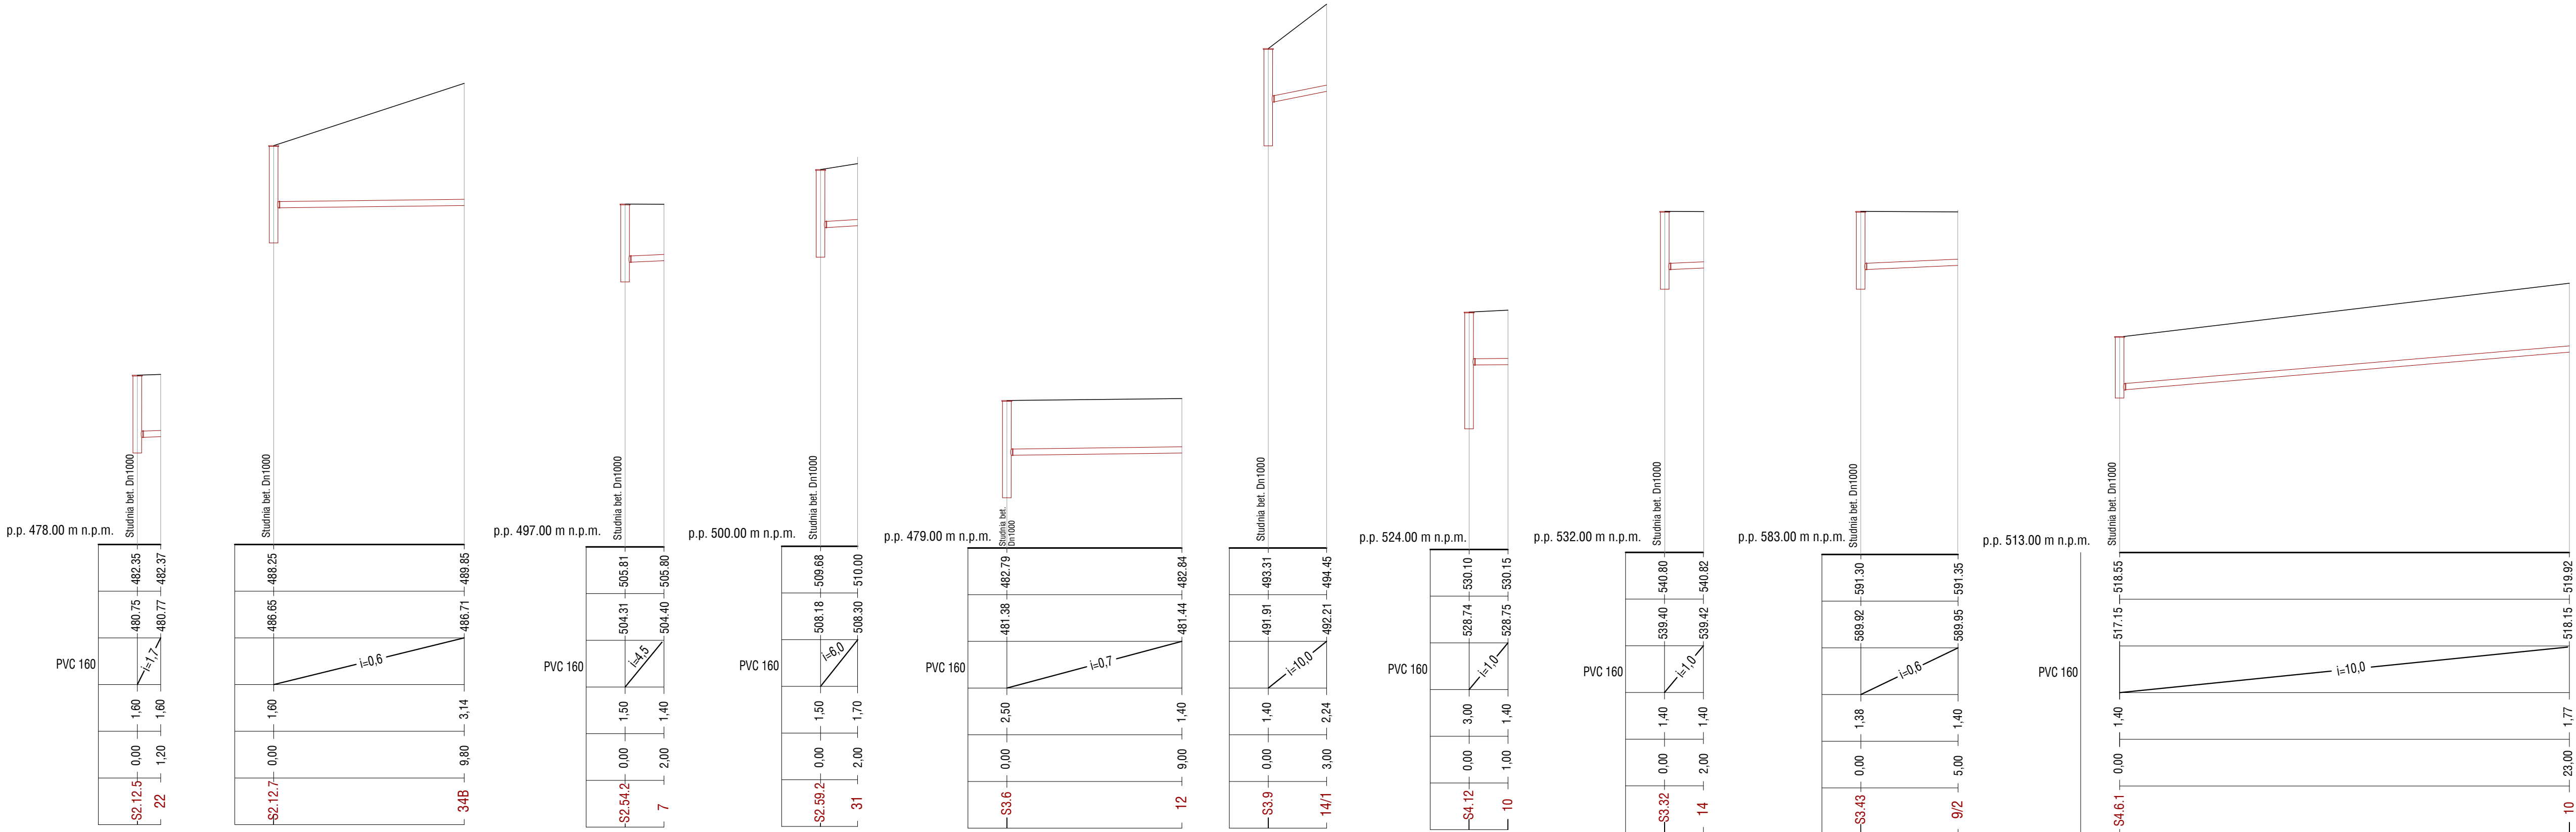 p.p. 478.00 m n.p.m.
Studnia bet. Dn1000
482.35
482.37
480.75
480.77
PVC 160
i=1,7
1,60
1,60
0,00
1,20
S2.12.5
22
Studnia bet. Dn1000
488.25
489.85
486.65
486.71
i=0,6
1,60
3,14
0,00
9,80
S2.12.7
34B
p.p. 497.00 m n.p.m.
Studnia bet. Dn1000
505.81
505.80
504.31
504.40
PVC 160
i=4,5
1,50
1,40
0,00
2,00
S2.54.2
7
p.p. 500.00 m n.p.m.
Studnia bet. Dn1000
509.68
510.00
508.18
508.30
PVC 160
i=6,0
1,50
1,70
0,00
2,00
S2.59.2
31
p.p. 479.00 m n.p.m.
Studnia bet.
Dn1000
482.79
482.84
481.38
481.44
PVC 160
i=0,7
2,50
1,40
0,00
9,00
S3.6
12
Studnia bet. Dn1000
493.31
494.45
491.91
492.21
i=10,0
1,40
2,24
0,00
3,00
S3.9
14/1
p.p. 524.00 m n.p.m.
530.10
530.15
528.74
528.75
PVC 160
i=1,0
3,00
1,40
0,00
1,00
S4.12
10
p.p. 532.00 m n.p.m.
Studnia bet. Dn1000
540.80
540.82
539.40
539.42
PVC 160
i=1,0
1,40
1,40
0,00
2,00
S3.32
14
p.p. 583.00 m n.p.m.
Studnia bet. Dn1000
591.30
591.35
589.92
589.95
i=0,6
1,38
1,40
0,00
5,00
S3.43
9/2
p.p. 513.00 m n.p.m.
Studnia bet. Dn1000
518.55
519.92
517.15
518.15
PVC 160
i=10,0
1,40
1,77
0,00
23,00
S4.6.1
10